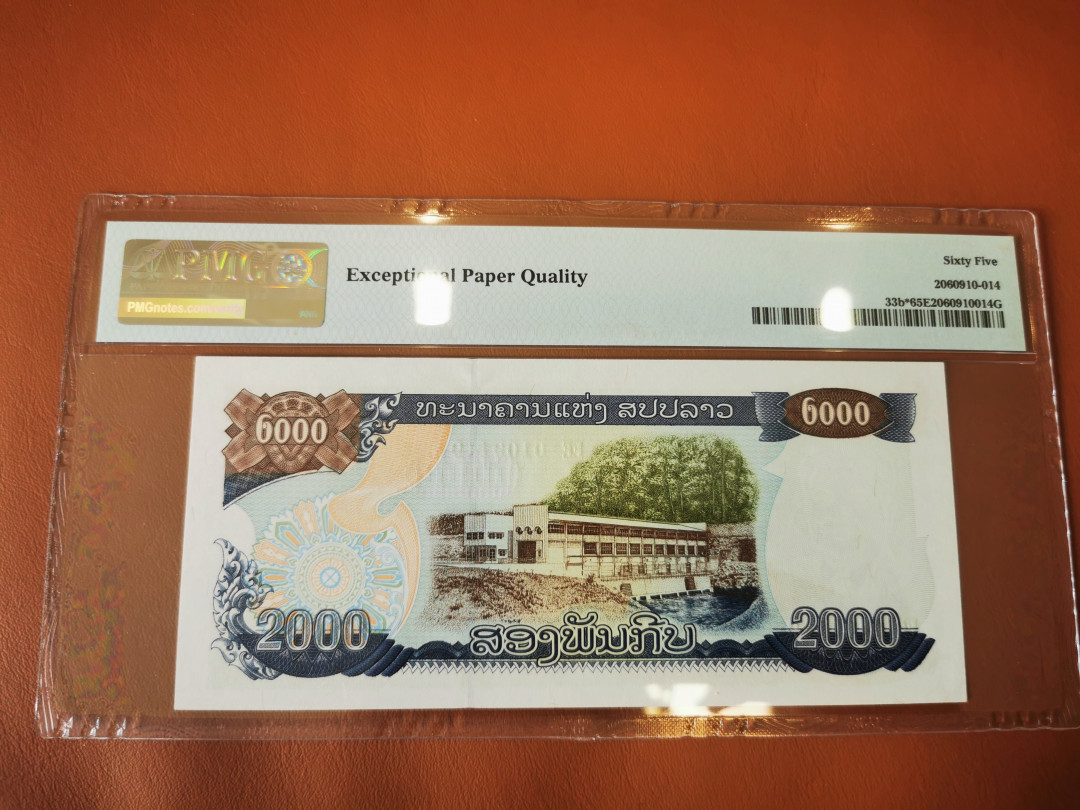 PMG
PMGnotes.com
Exceptional Paper Quality
Sixty Five
2060910-014
33b*65E2060910014G
໒໐໐໐
ທະນາຄານແຫ່ງ ສປປລາວ
໒໐໐໐
2000
ສອງພັນກີບ
2000